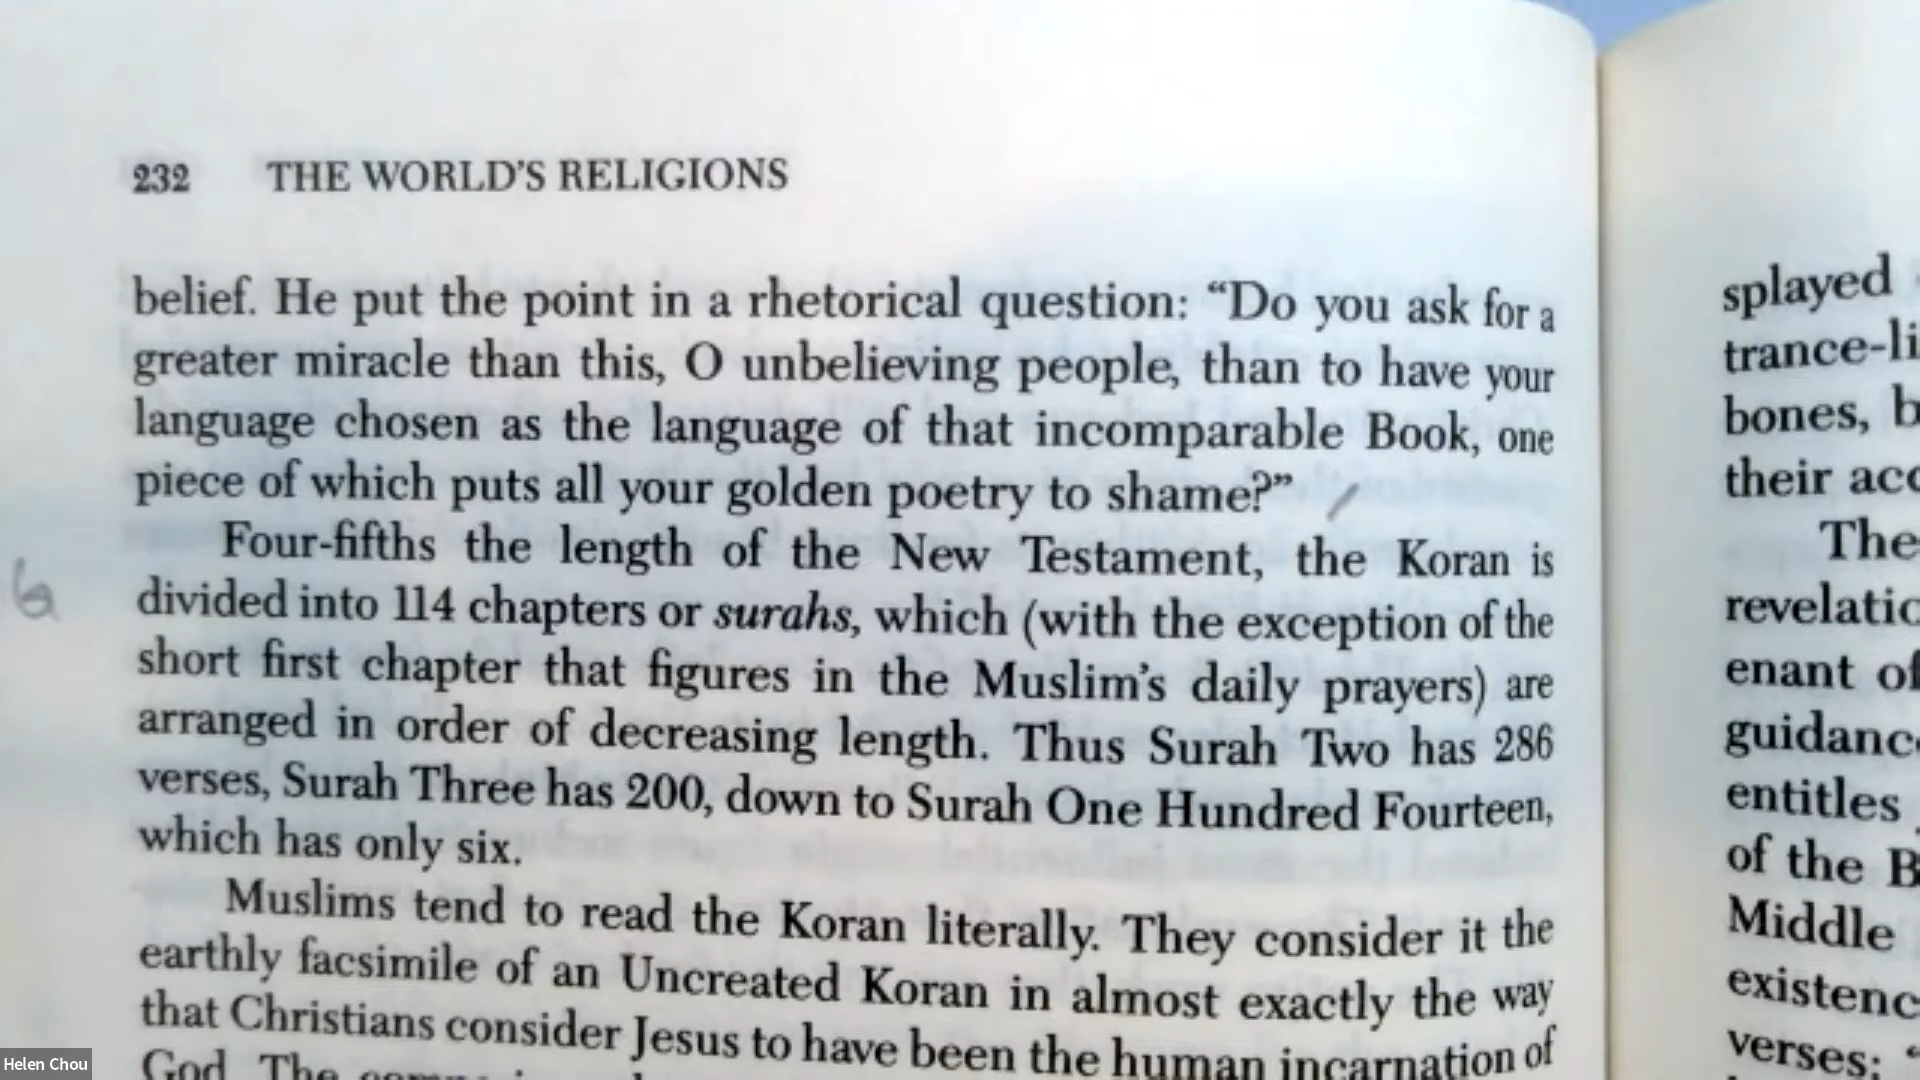 232 THE WORLD'S RELIGIONS
belief. He put the point in a rhetorical question: “Do you ask for a
greater miracle than this, O unbelieving people, than to have your
language chosen as the language of that incomparable Book, one
piece of which puts all your golden poetry to shame?”
Four-fifths the length of the New Testament, the Koran is
divided into 114 chapters or surahs, which (with the exception of the
short first chapter that figures in the Muslim’s daily prayers) are
arranged in order of decreasing length. Thus Surah Two has 286
verses, Surah Three has 200, down to Surah One Hundred Fourteen,
which has only six.
Muslims tend to read the Koran literally. They consider it the
earthly facsimile of an Uncreated Koran in almost exactly the way
that Christians consider Jesus to have been the human incarnation of
God. The
splayed
trance-li
bones, b
their acc
The
revelatio
enant of
guidanc
entitles
of the B
Middle
existenc
verses: “
Helen Chou